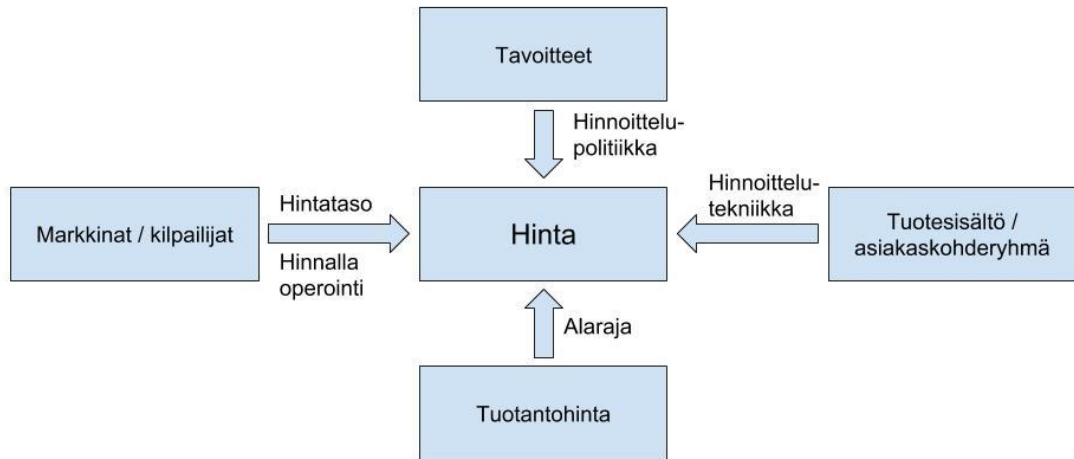 Tavoitteet
Hinnoittelu-
politiikka
Markkinat / kilpailijat
Hintataso
Hinnalla
operointi
Hinta
Hinnoittelu-
tekniikka
Tuotesisältö /
asiakaskohderyhmä
Alaraja
Tuotantohinta